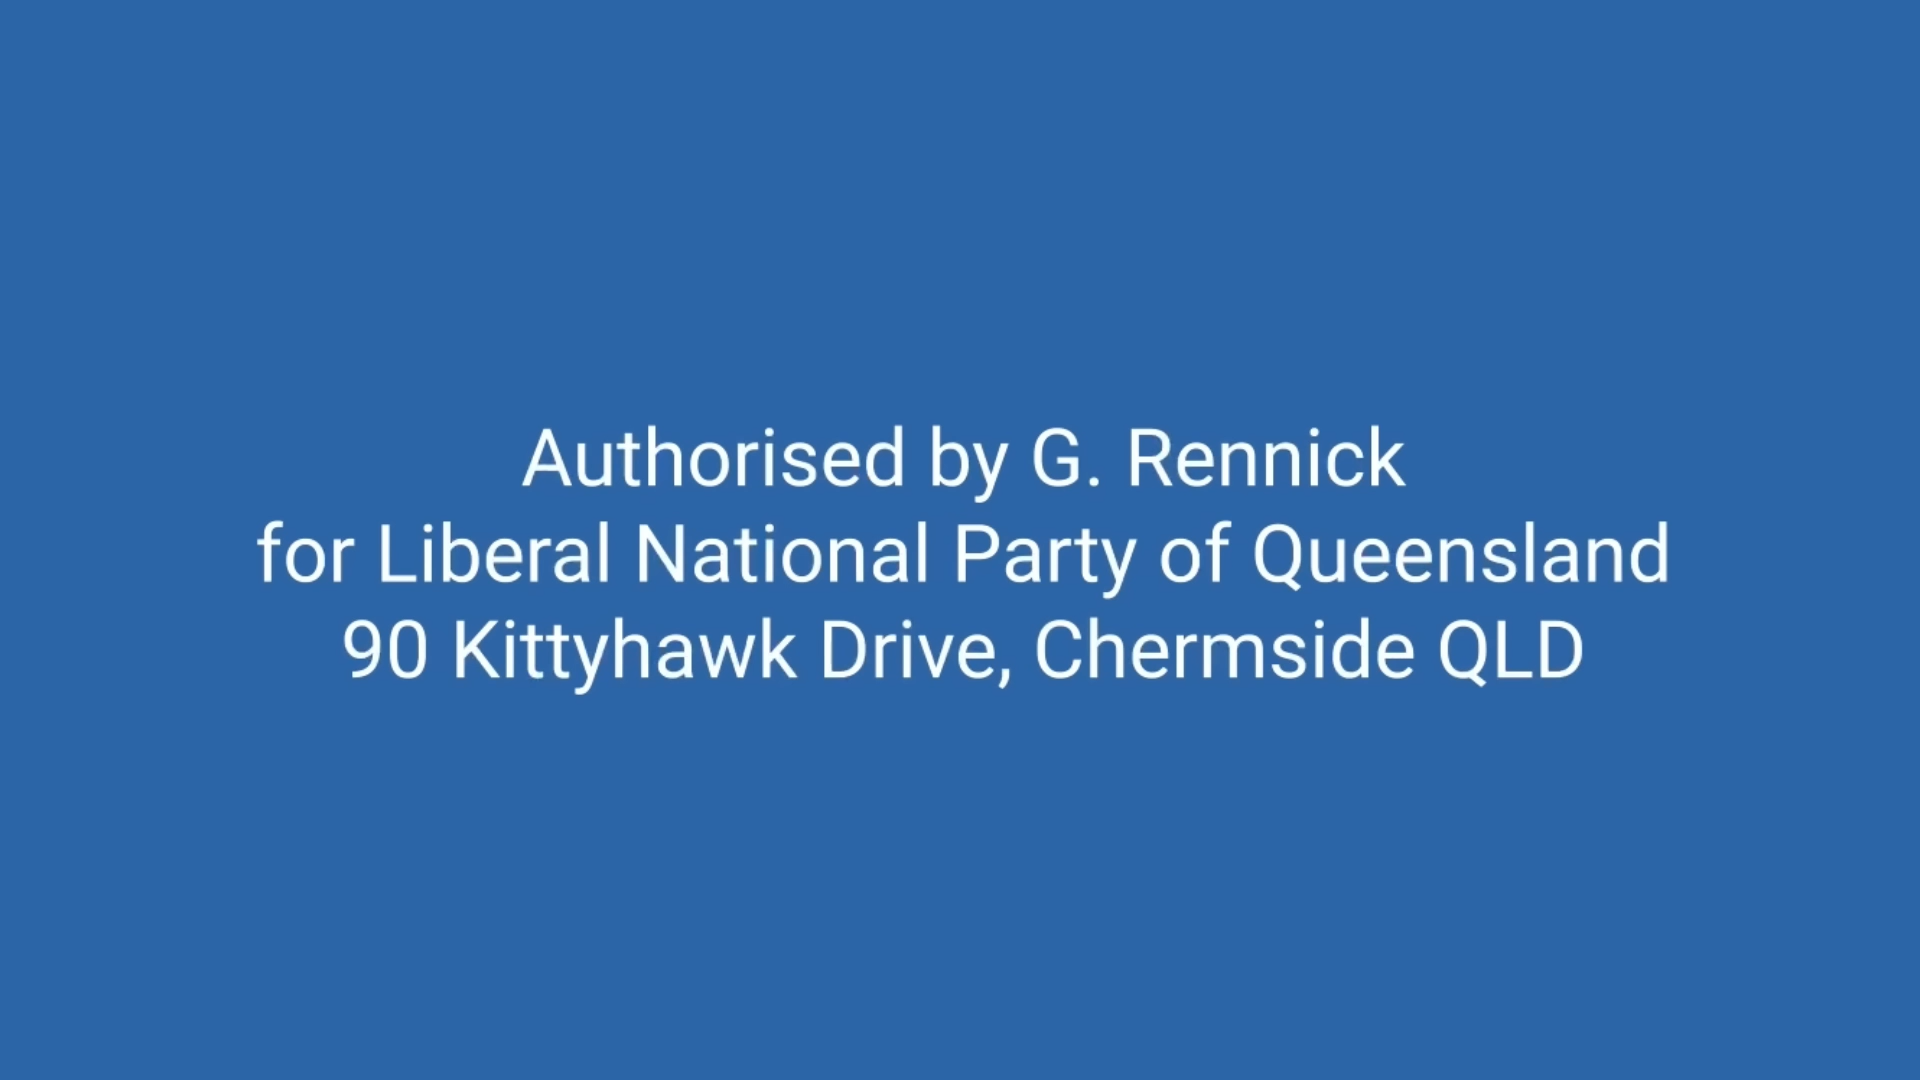 Authorised by G. Rennick
for Liberal National Party of Queensland
90 Kittyhawk Drive, Chermside QLD